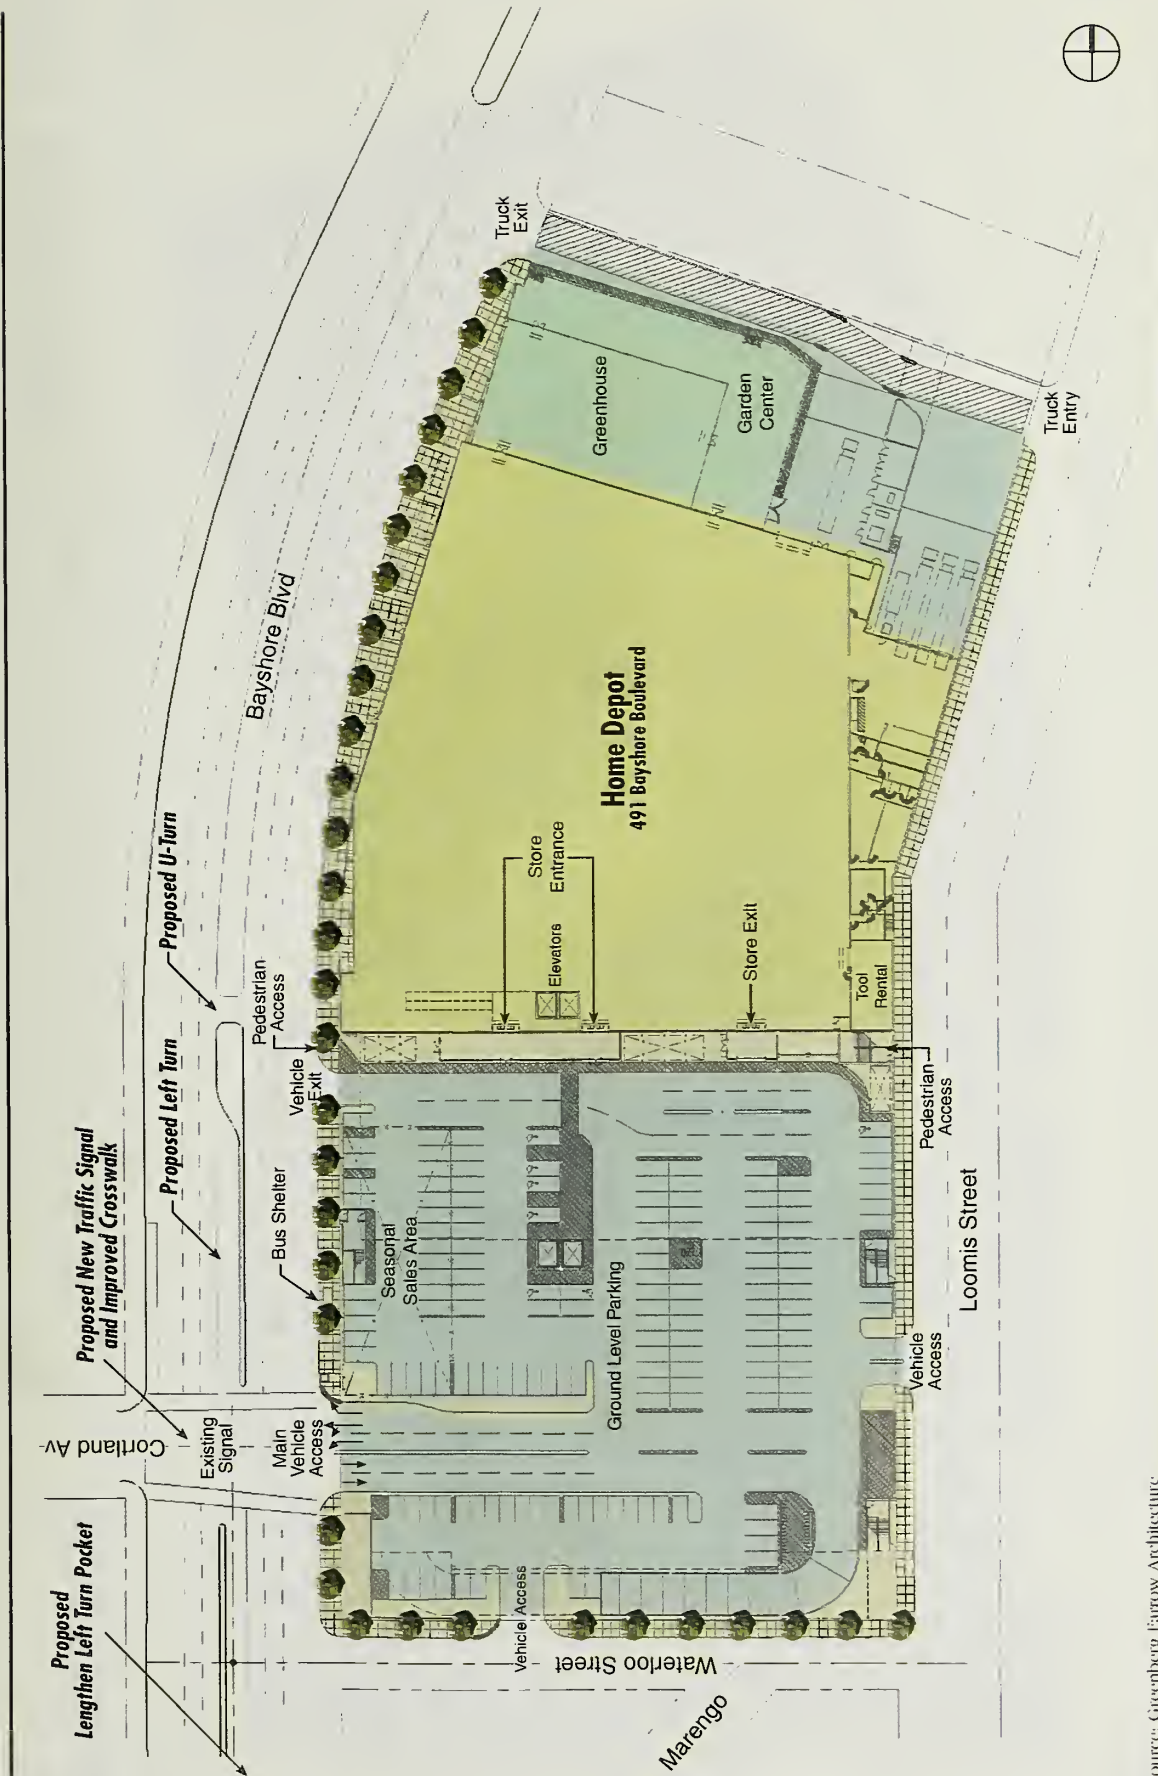 Proposed
Lengthen Left Turn Pocket
Proposed New Traffic Signal
and Improved Crosswalk
Proposed Left Turn
Proposed U-Turn
Cortland Av
Existing
Signal
Main
Vehicle
Access
Bus Shelter
Vehicle
Exit
Pedestrian
Access
Bayshore Blvd
Truck
Exit
Seasonal
Sales Area
Ground Level Parking
Elevators
Store
Entrance
Store Exit
Home Depot
491 Bayshore Boulevard
Greenhouse
Garden
Center
Tool
Rental
Truck
Entry
Vehicle Access
Waterloo Street
Marengo
Vehicle
Access
Loomis Street
Pedestrian
Access
Greenberg Farrow Architecture